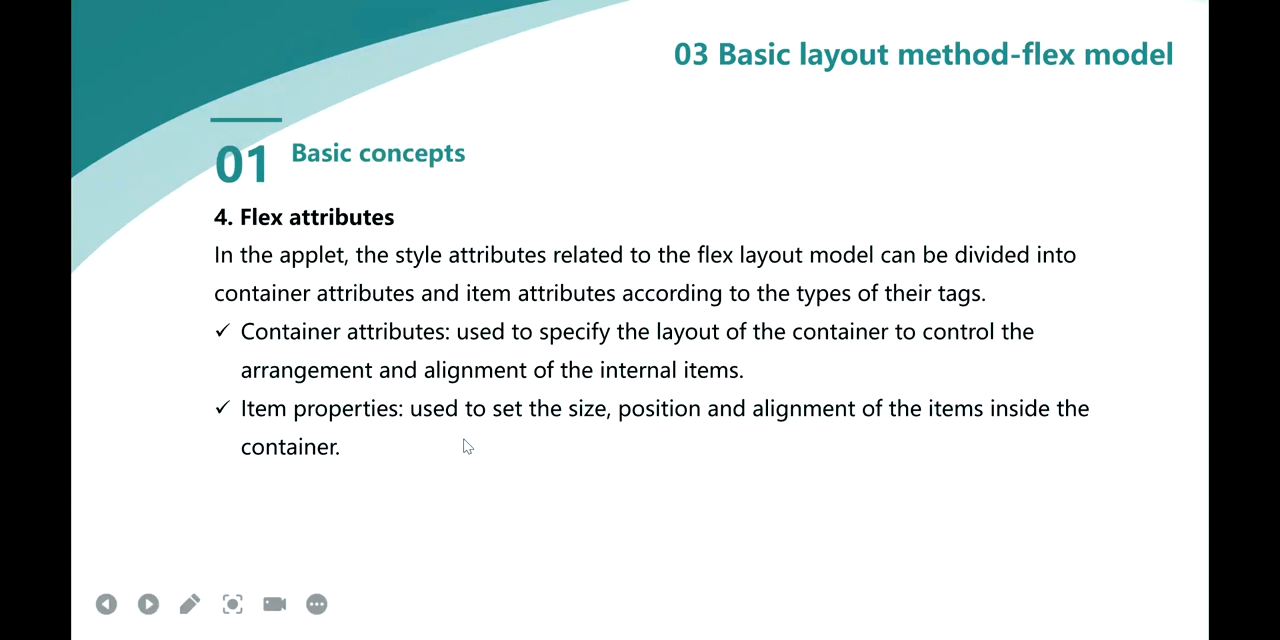 03 Basic layout method-flex model
01 Basic concepts
4. Flex attributes
In the applet, the style attributes related to the flex layout model can be divided into
container attributes and item attributes according to the types of their tags.
✓ Container attributes: used to specify the layout of the container to control the
arrangement and alignment of the internal items.
✓ Item properties: used to set the size, position and alignment of the items inside the
container.